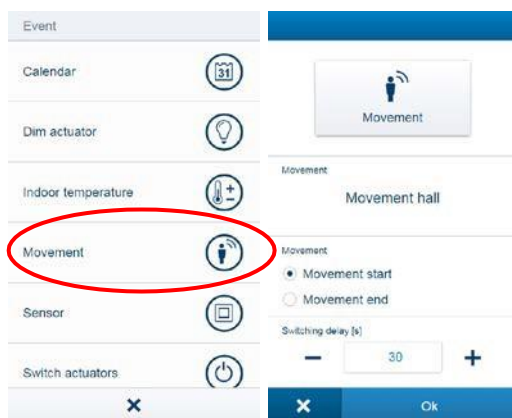 Event
Calendar
31
Dim actuator
Indoor temperature
Movement
Sensor
Switch actuators
Movement
Movement
Movement hall
Movement
Movement start
Movement end
Switching delay [s]
30
Ok